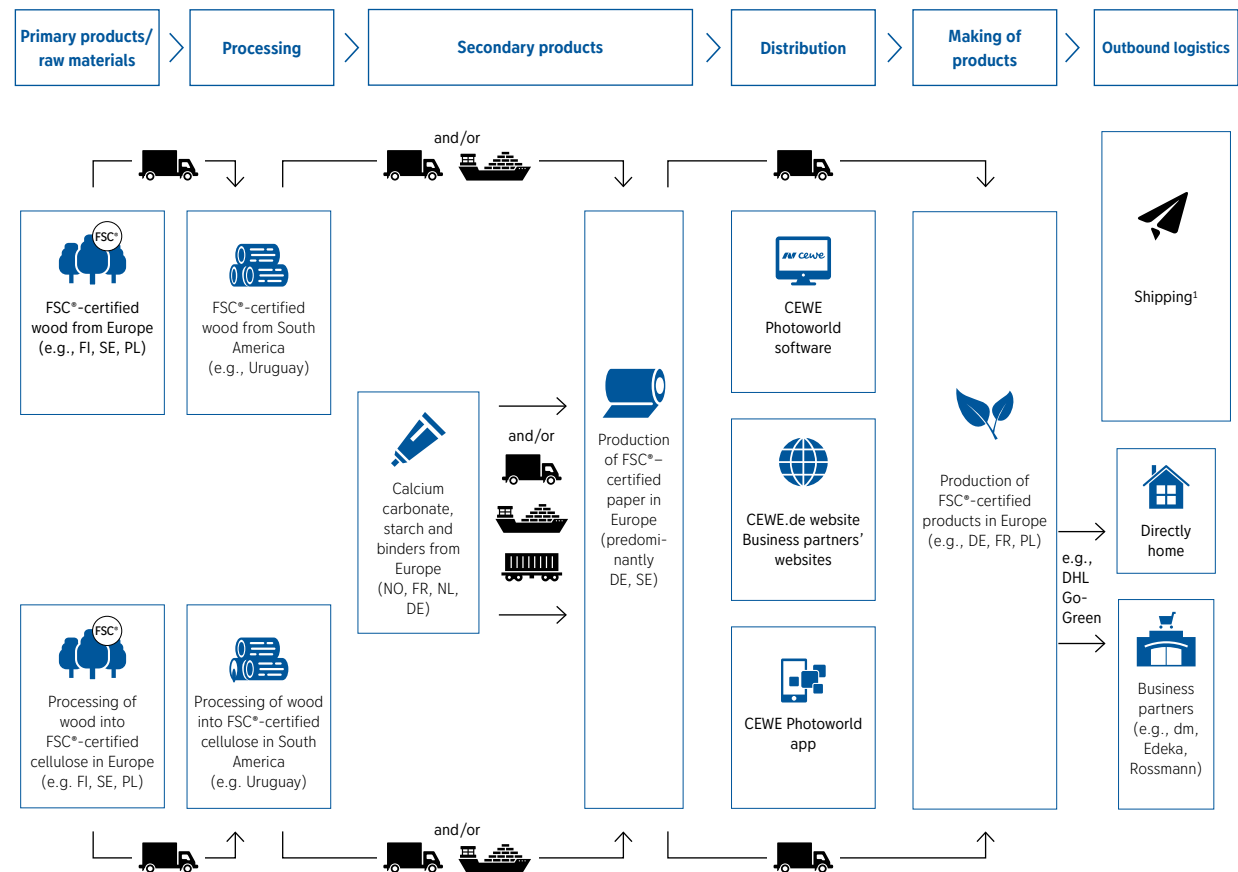 Primary products/
raw materials
Processing
Secondary products
Distribution
Making of
products
Outbound logistics
and/or
FSC®
FSC®-certified
wood from Europe
(e.g., FI, SE, PL)
FSC®-certified
wood from South
America
(e.g., Uruguay)
Calcium
carbonate,
starch and
binders from
Europe
(NO, FR, NL,
DE)
and/or
Production
of FSC®–
certified
paper in
Europe
(predomi-
nantly
DE, SE)
cewe
CEWE
Photoworld
software
CEWE.de website
Business partners’
websites
CEWE Photoworld
app
Production of
FSC®-certified
products in Europe
(e.g., DE, FR, PL)
Shipping¹
e.g.,
DHL
Go-
Green
Directly
home
Business
partners
(e.g., dm,
Edeka,
Rossmann)
FSC®
Processing of
wood into
FSC®-certified
cellulose in Europe
(e.g. FI, SE, PL)
Processing of wood
into FSC®-certified
cellulose in South
America
(e.g. Uruguay)
and/or